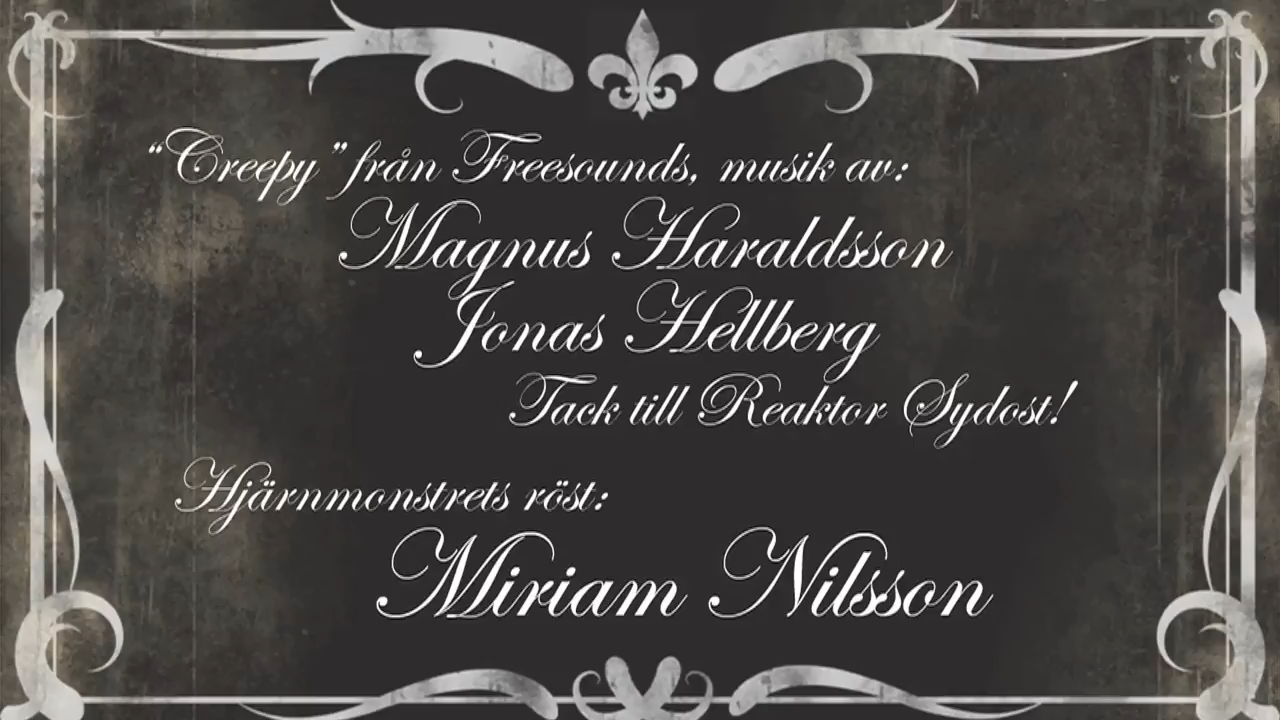 “Creepy” från Freesounds, musik av:
Magnus Haraldsson
Jonas Hellberg
Tack till Reaktor Sydost!
Hjärnmonstrets röst:
Miriam Nilsson